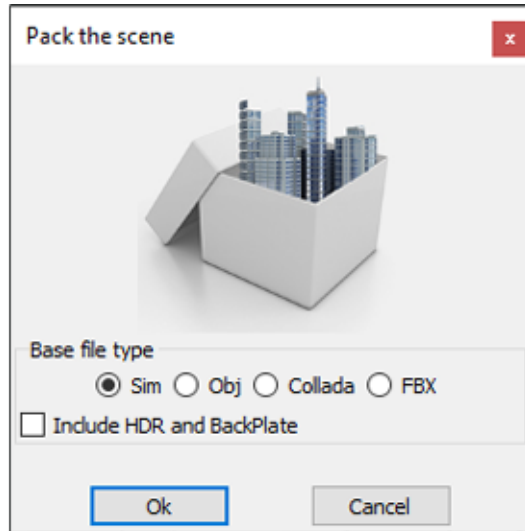 Pack the scene
x
Base file type
Sim Obj Collada FBX
Include HDR and BackPlate
Ok Cancel